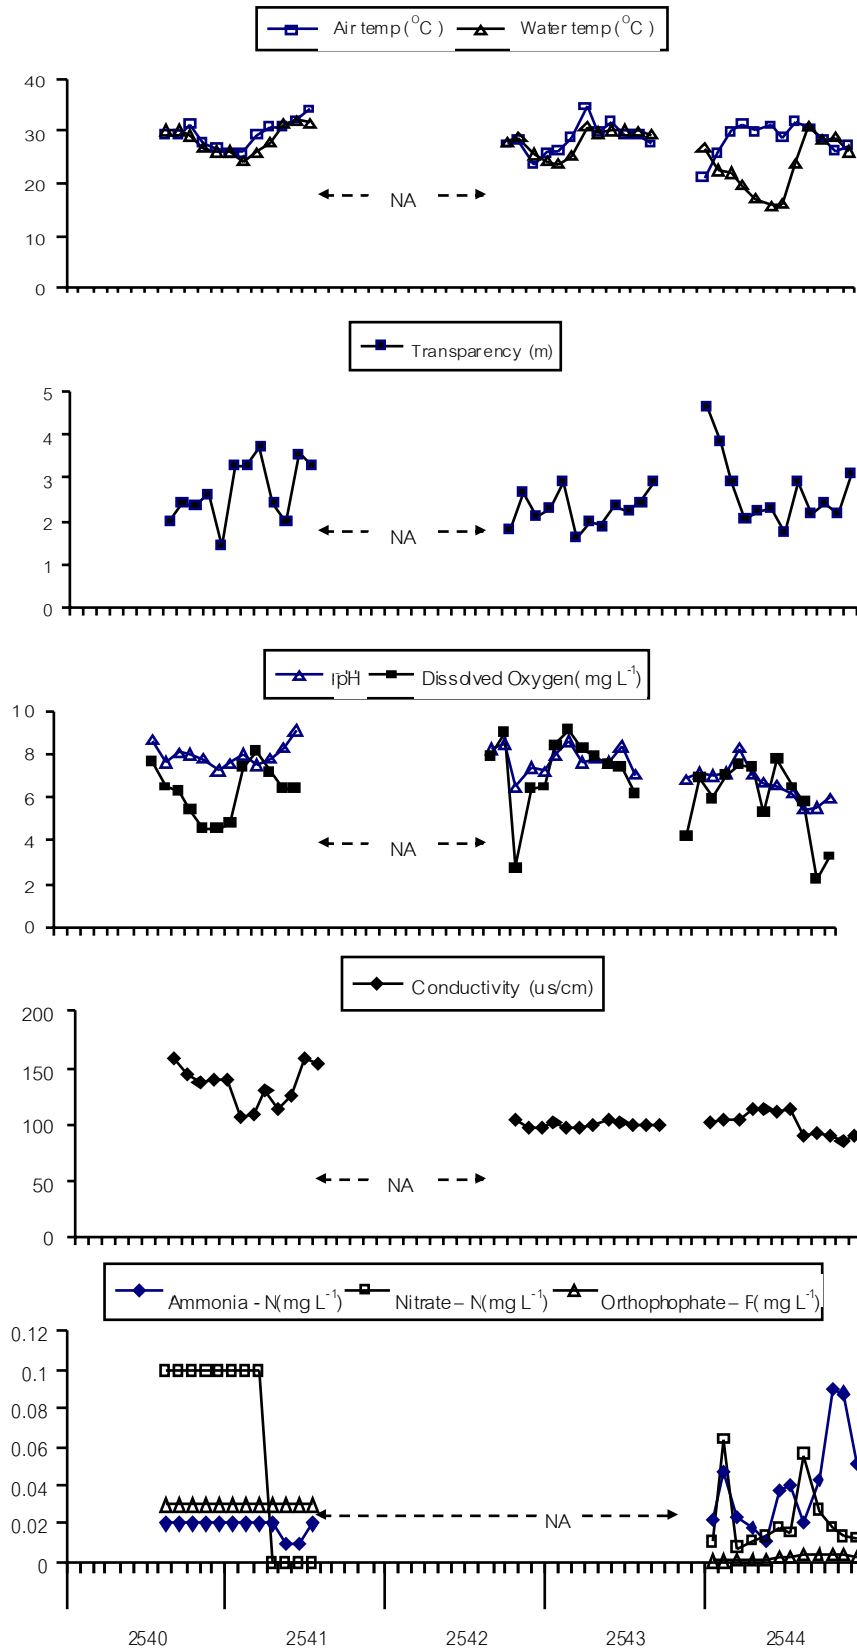 Air temp (°C) Water temp (°C)
40
30
20
10
0
NA
Transparency (m)
5
4
3
2
1
0
NA
pH Dissolved Oxygen( mg L-1)
10
8
6
4
2
0
NA
Conductivity (us/cm)
200
150
100
50
0
NA
Ammonia - N(mg L-1) Nitrate – N(mg L-1) Orthophophate – F( mg L-1)
0.12
0.1
0.08
0.06
0.04
0.02
0
NA
2540 2541 2542 2543 2544